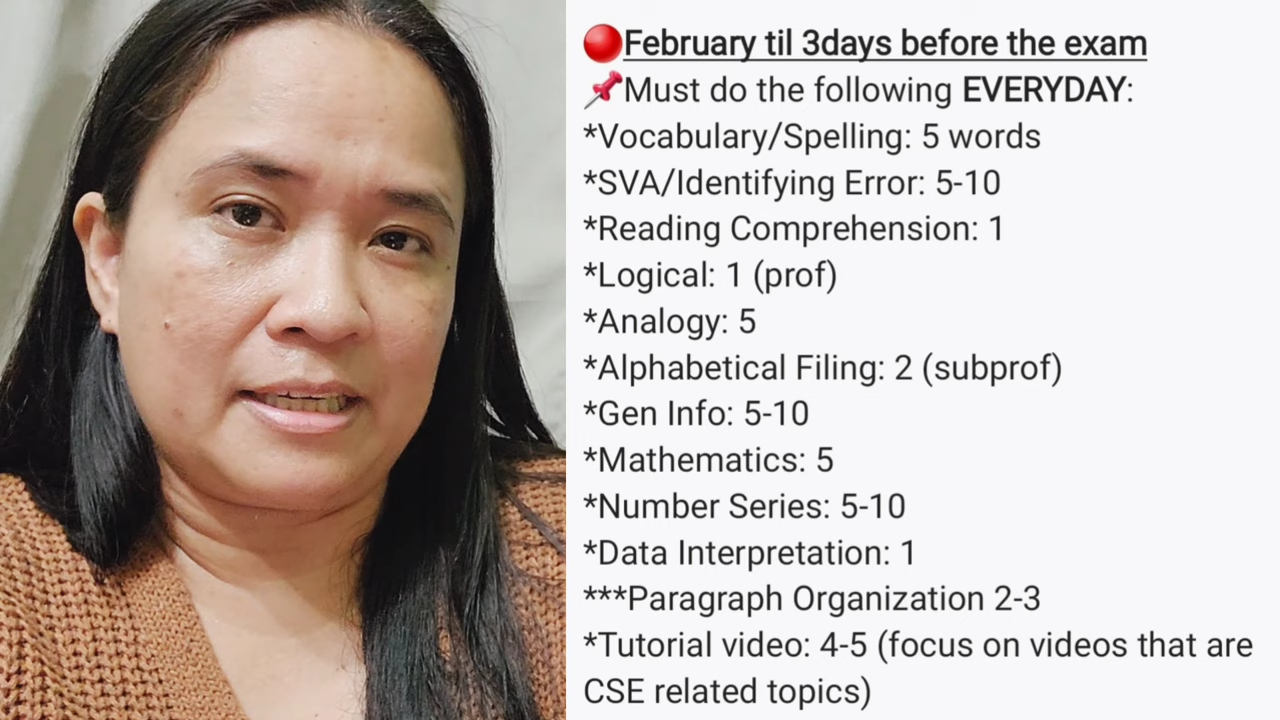 🔴February til 3days before the exam
📌Must do the following EVERYDAY:
*Vocabulary/Spelling: 5 words
*SVA/Identifying Error: 5-10
*Reading Comprehension: 1
*Logical: 1 (prof)
*Analogy: 5
*Alphabetical Filing: 2 (subprof)
*Gen Info: 5-10
*Mathematics: 5
*Number Series: 5-10
*Data Interpretation: 1
***Paragraph Organization 2-3
*Tutorial video: 4-5 (focus on videos that are
CSE related topics)